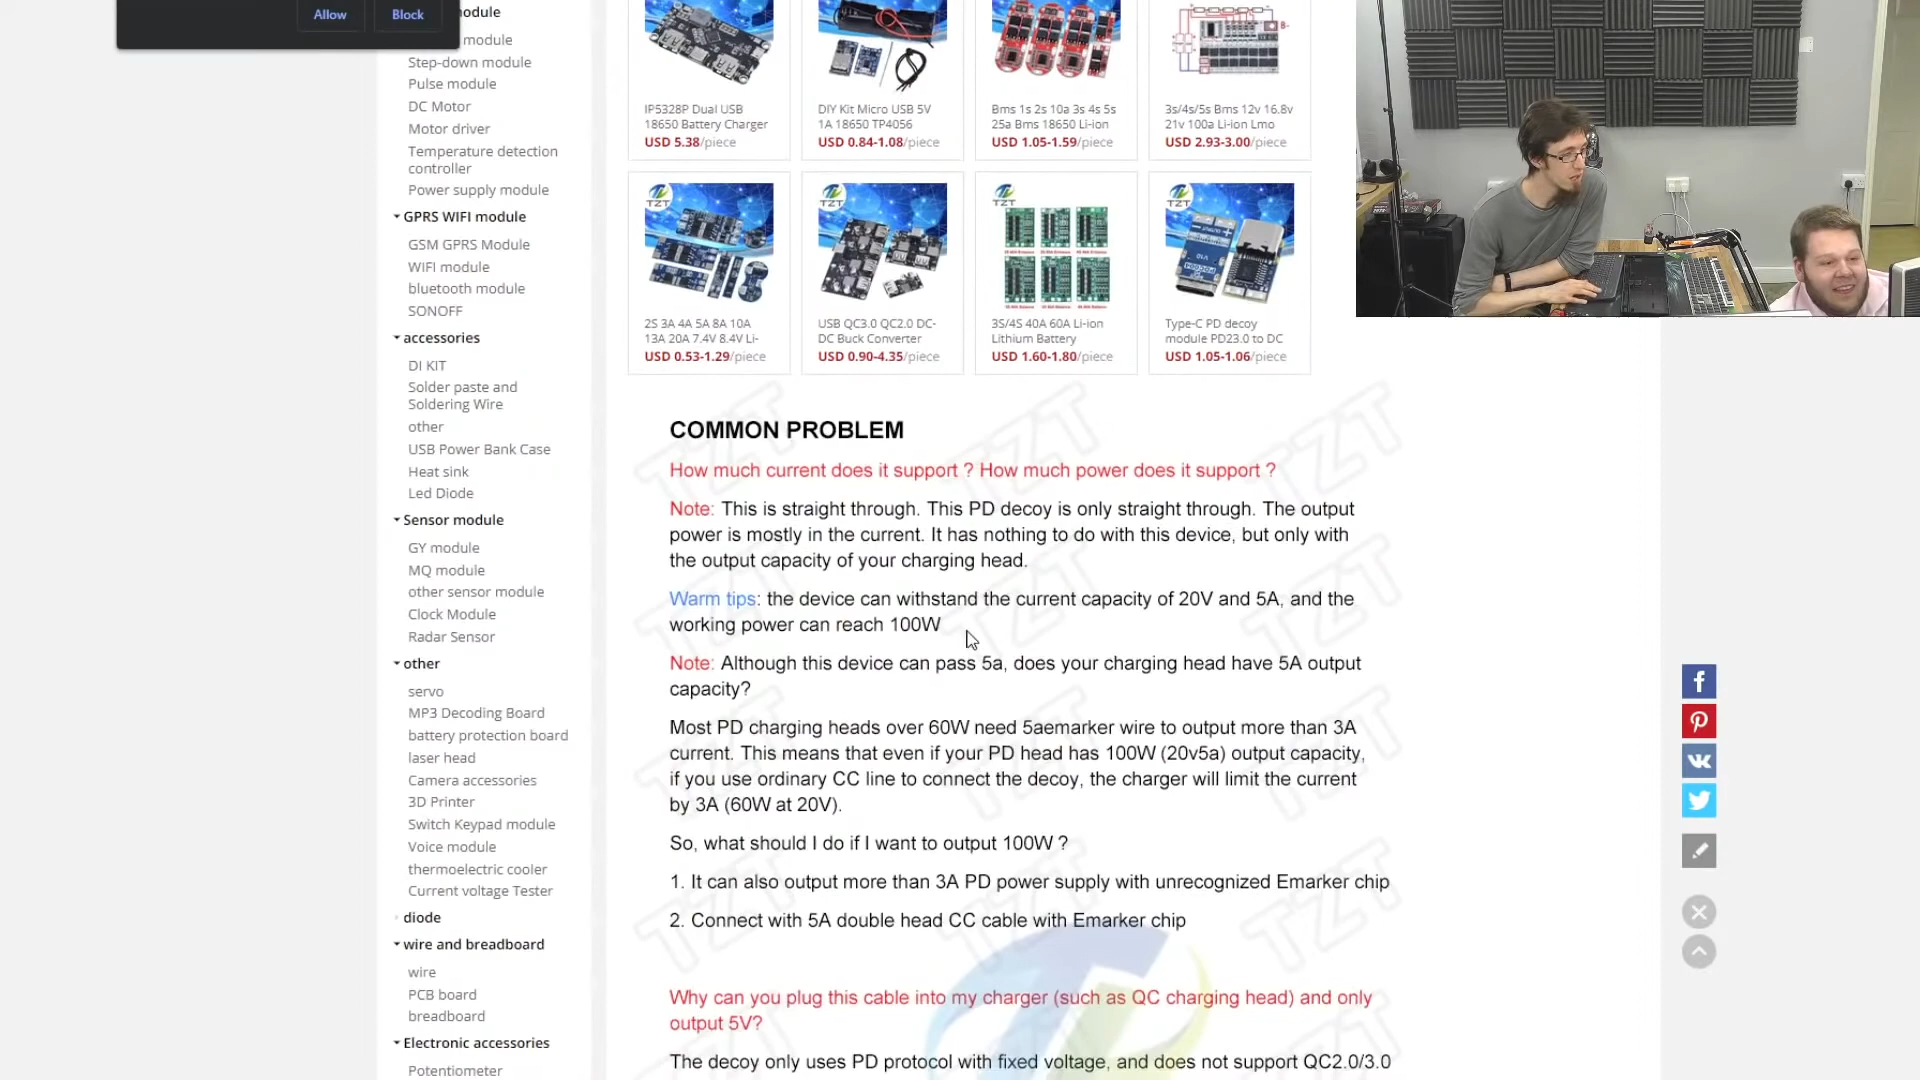 Allow
Block
odule
module
Step-down module
Pulse module
DC Motor
Motor driver
Temperature detection
controller
Power supply module
GPRS WIFI module
GSM GPRS Module
WIFI module
bluetooth module
SONOFF
accessories
DI KIT
Solder paste and
Soldering Wire
other
USB Power Bank Case
Heat sink
Led Diode
Sensor module
GY module
MQ module
other sensor module
Clock Module
Radar Sensor
other
servo
MP3 Decoding Board
battery protection board
laser head
Camera accessories
3D Printer
Switch Keypad module
Voice module
thermoelectric cooler
Current voltage Tester
diode
wire and breadboard
wire
PCB board
breadboard
Electronic accessories
Potentiometer
IP5328P Dual USB
18650 Battery Charger
USD 5.38/piece
DIY Kit Micro USB 5V
1A 18650 TP4056
USD 0.84-1.08/piece
Bms 1s 2s 10a 3s 4s 5s
25a Bms 18650 Li-ion
USD 1.05-1.59/piece
B-
3s/4s/5s Bms 12v 16.8v
21v 100a Li-ion Lmo
USD 2.93-3.00/piece
TZT
2S 3A 4A 5A 8A 10A
13A 20A 7.4V 8.4V Li-
USD 0.53-1.29/piece
TZT
USB QC3.0 QC2.0 DC-
DC Buck Converter
USD 0.90-4.35/piece
TZT
3S/4S 40A 60A Li-ion
Lithium Battery
USD 1.60-1.80/piece
TZT
Type-C PD decoy
module PD23.0 to DC
USD 1.05-1.06/piece
COMMON PROBLEM
How much current does it support ? How much power does it support ?
Note: This is straight through. This PD decoy is only straight through. The output
power is mostly in the current. It has nothing to do with this device, but only with
the output capacity of your charging head.
Warm tips: the device can withstand the current capacity of 20V and 5A, and the
working power can reach 100W
Note: Although this device can pass 5a, does your charging head have 5A output
capacity?
Most PD charging heads over 60W need 5aemarker wire to output more than 3A
current. This means that even if your PD head has 100W (20v5a) output capacity,
if you use ordinary CC line to connect the decoy, the charger will limit the current
by 3A (60W at 20V).
So, what should I do if I want to output 100W ?
1. It can also output more than 3A PD power supply with unrecognized Emarker chip
2. Connect with 5A double head CC cable with Emarker chip
Why can you plug this cable into my charger (such as QC charging head) and only
output 5V?
The decoy only uses PD protocol with fixed voltage, and does not support QC2.0/3.0